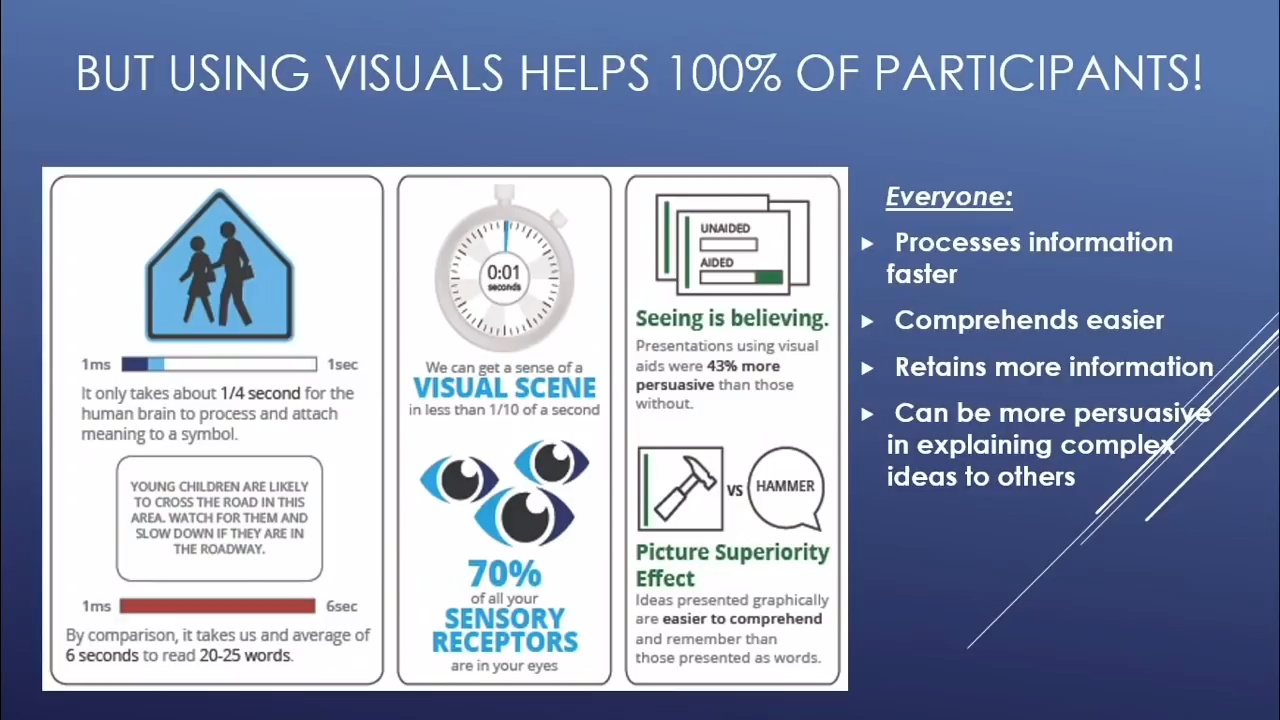 BUT USING VISUALS HELPS 100% OF PARTICIPANTS!
1ms 1sec
It only takes about 1/4 second for the
human brain to process and attach
meaning to a symbol.
YOUNG CHILDREN ARE LIKELY
TO CROSS THE ROAD IN THIS
AREA. WATCH FOR THEM AND
SLOW DOWN IF THEY ARE IN
THE ROADWAY.
1ms 6sec
By comparison, it takes us and average of
6 seconds to read 20-25 words.
0:01
seconds
We can get a sense of a
VISUAL SCENE
in less than 1/10 of a second
70%
of all your
SENSORY
RECEPTORS
are in your eyes
UNAIDED
AIDED
Seeing is believing.
Presentations using visual
aids were 43% more
persuasive than those
without.
VS HAMMER
Picture Superiority
Effect
Ideas presented graphically
are easier to comprehend
and remember than
those presented as words.
Everyone:
Processes information
faster
Comprehends easier
Retains more information
Can be more persuasive
in explaining complex
ideas to others